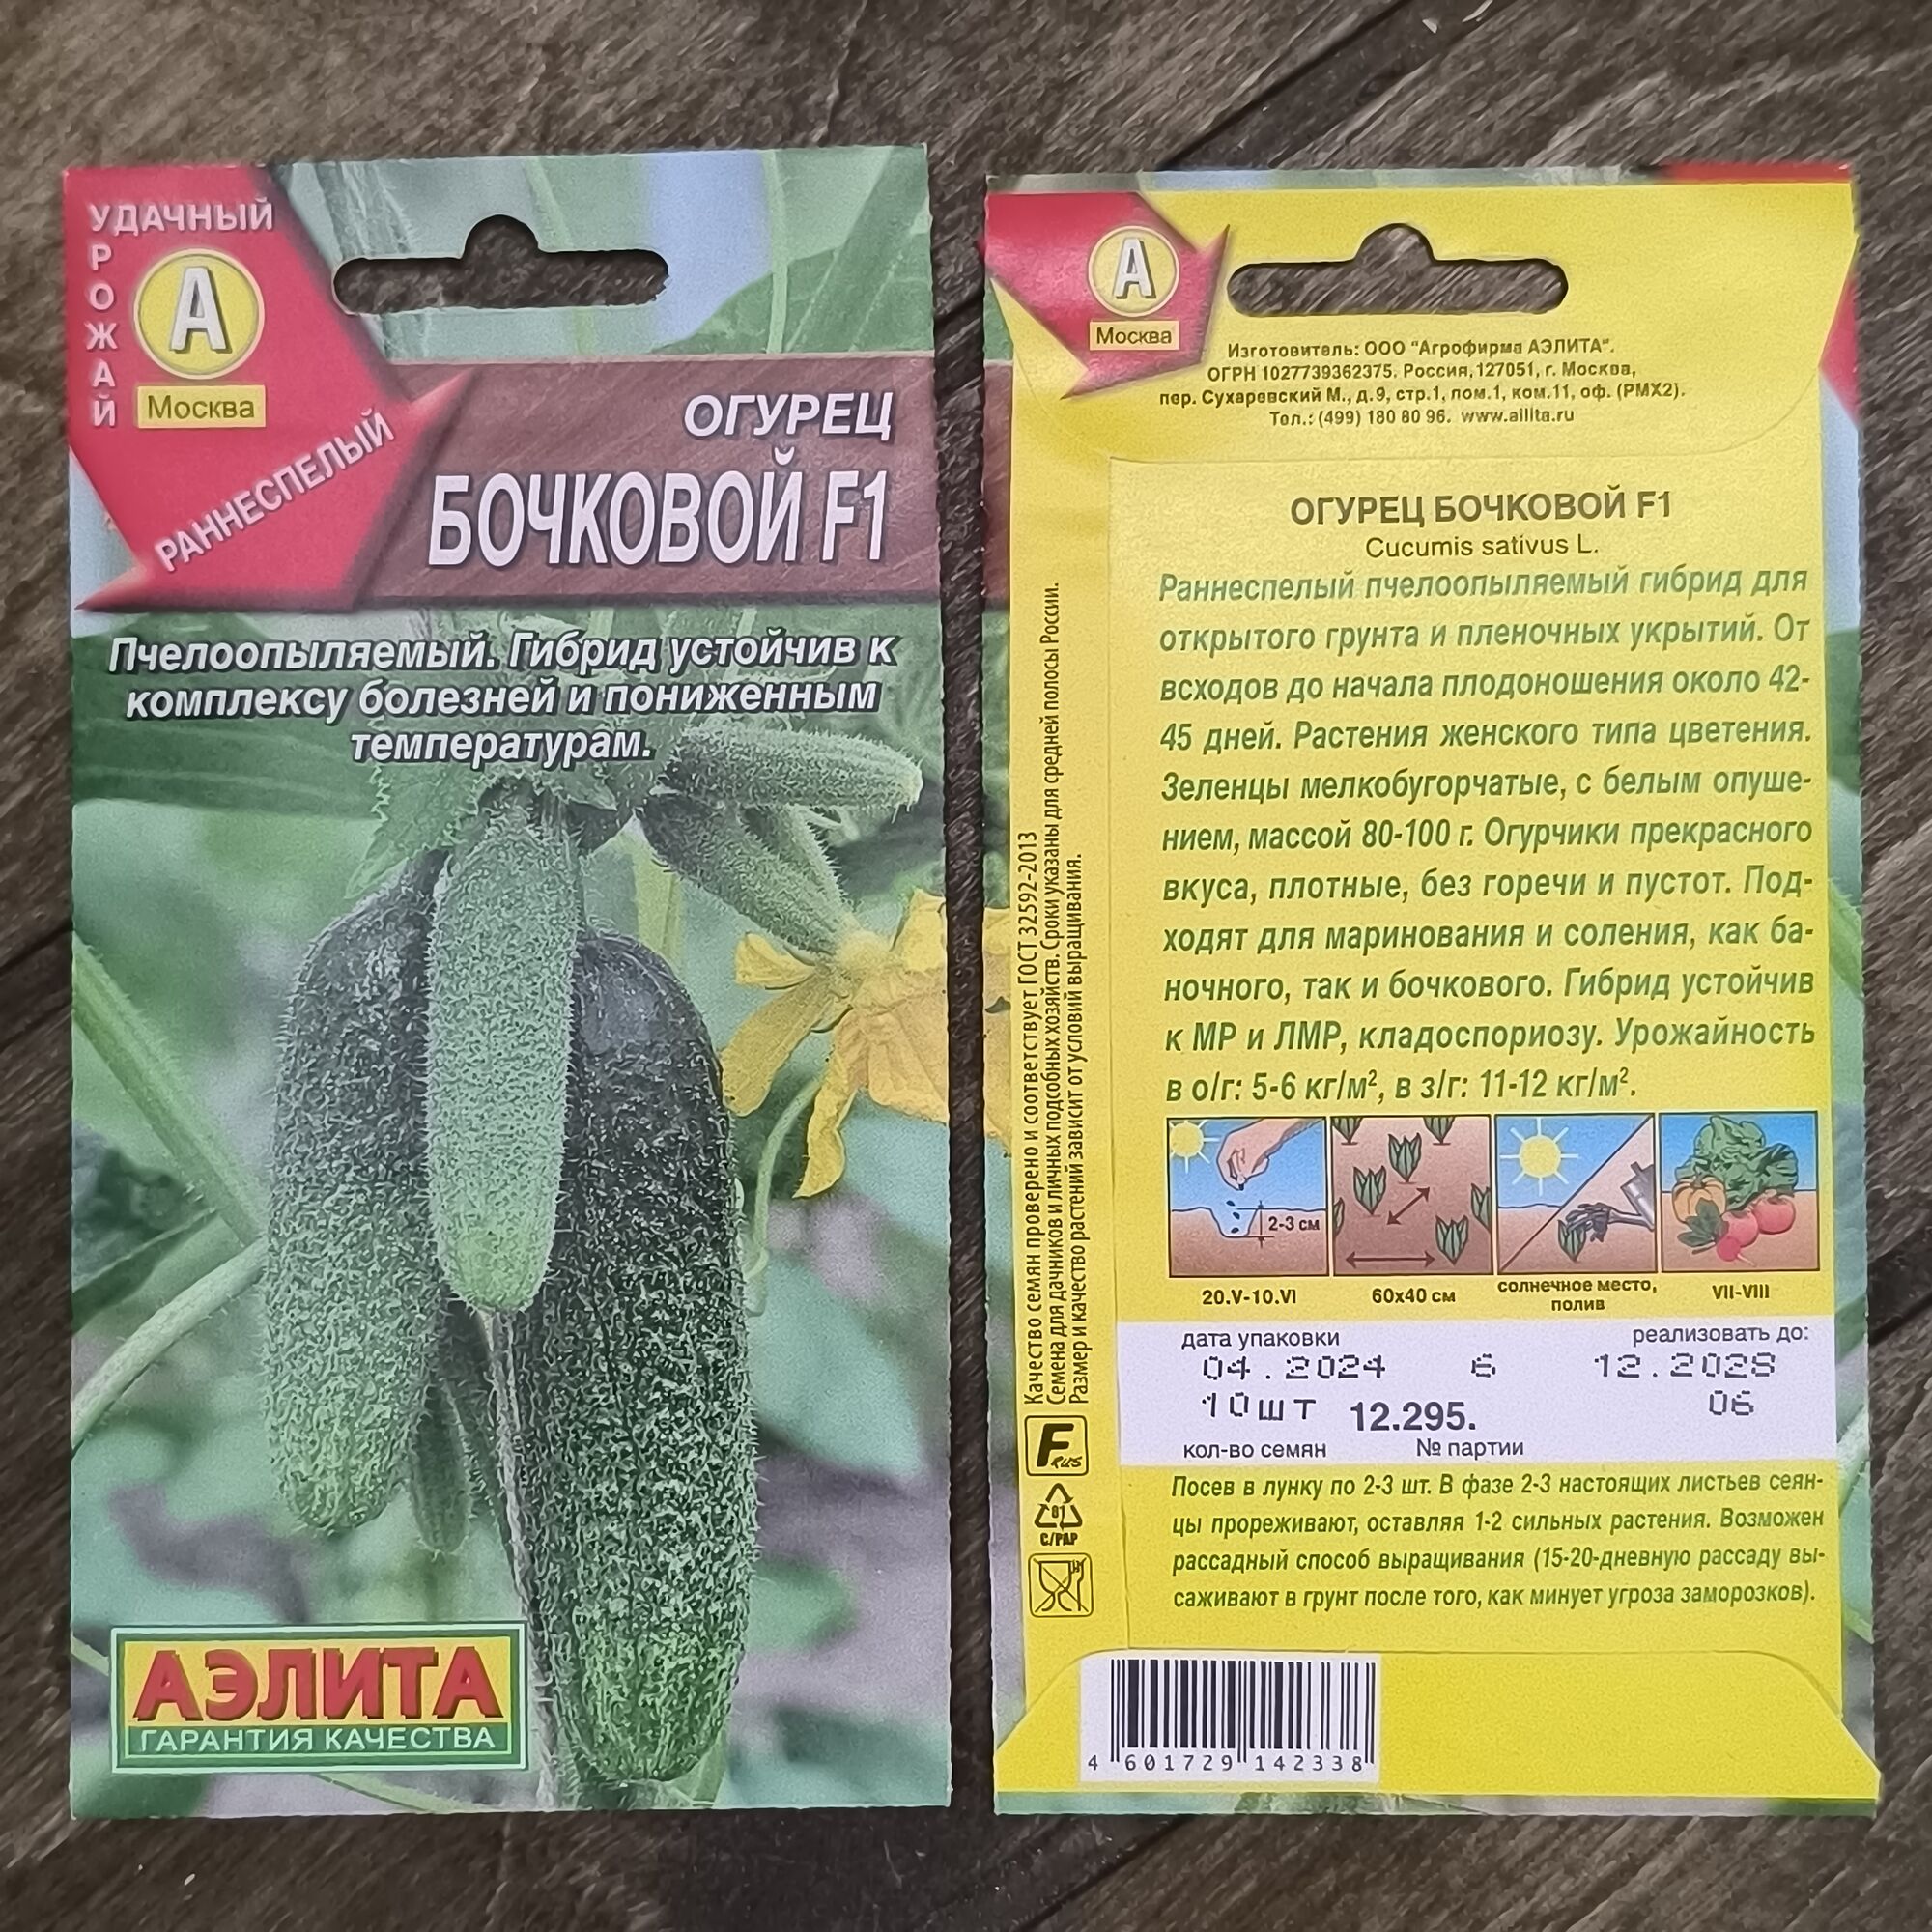 УДАЧНЫЙ
УРОЖАЙ
А
Москва
РАННЕСПЕЛЫЙ
ОГУРЕЦ
БОЧКОВОЙ F1
Пчелоопыляемый. Гибрид устойчив к
комплексу болезней и пониженным
температурам.
АЭЛИТА
ГАРАНТИЯ КАЧЕСТВА
А
Москва
Изготовитель: ООО "Агрофирма АЭЛИТА".
ОГРН 1027739362375. Россия, 127051, г. Москва,
пер. Сухаревский М., д.9, стр.1, пом.1, ком.11, оф. (РМХ2).
Тел.: (499) 180 80 96. www.ailita.ru
ОГУРЕЦ БОЧКОВОЙ F1
Cucumis sativus L.
Раннеспелый пчелоопыляемый гибрид для
открытого грунта и пленочных укрытий. От
всходов до начала плодоношения около 42-
45 дней. Растения женского типа цветения.
Зеленцы мелкобугорчатые, с белым опуше-
нием, массой 80-100 г. Огурчики прекрасного
вкуса, плотные, без горечи и пустот. Под-
ходят для маринования и соления, как ба-
ночного, так и бочкового. Гибрид устойчив
к МР и ЛМР, кладоспориозу. Урожайность
в о/г: 5-6 кг/м², в з/г: 11-12 кг/м².
2-3 см
20.V-10.VI
60х40 см
солнечное место,
полив
VII-VIII
дата упаковки реализовать до:
04.2024 6 12.2028
10шт 12.295. 06
кол-во семян № партии
Посев в лунку по 2-3 шт. В фазе 2-3 настоящих листьев сеян-
цы прореживают, оставляя 1-2 сильных растения. Возможен
рассадный способ выращивания (15-20-дневную рассаду вы-
саживают в грунт после того, как минует угроза заморозков).
Качество семян проверено и соответствует ГОСТ 32592-2013
Семена для дачников и личных подсобных хозяйств. Сроки указаны для средней полосы России.
Размер и качество растений зависит от условий выращивания.
F RUS
81
C/PAP
4 601729 142338